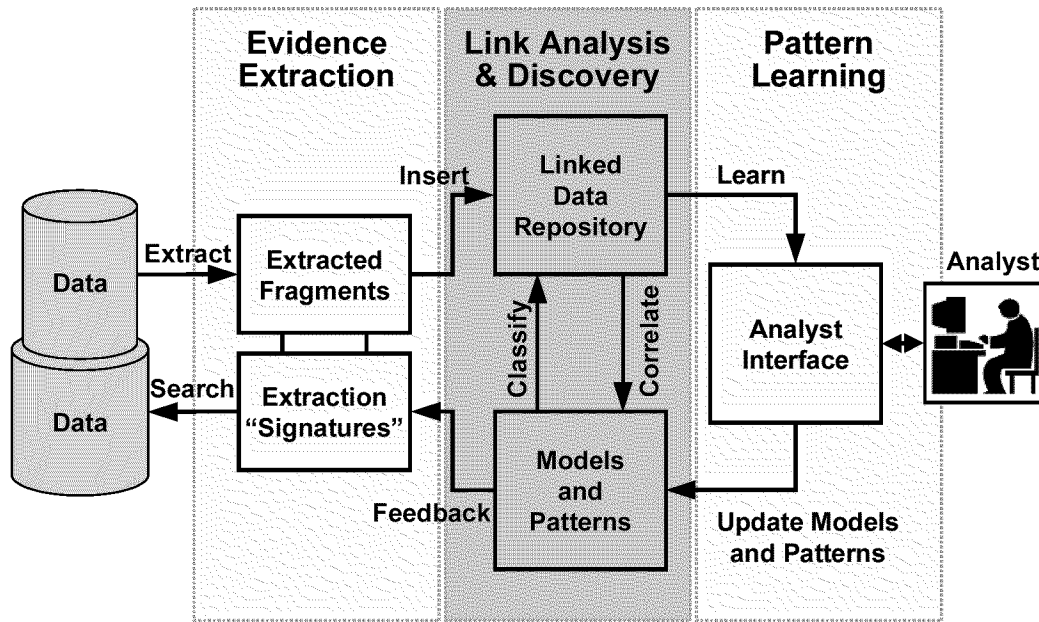 Evidence
Extraction
Link Analysis
& Discovery
Pattern
Learning
Insert
Linked
Data
Repository
Learn
Data
Extract
Extracted
Fragments
Classify
Correlate
Analyst
Interface
Analyst
Data
Search
Extraction
“Signatures”
Models
and
Patterns
Feedback
Update Models
and Patterns